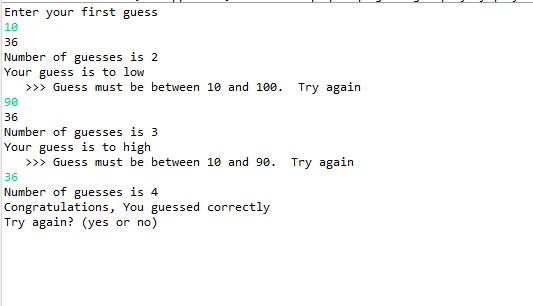 Enter your first guess
10
36
Number of guesses is 2
Your guess is to low
   >>> Guess must be between 10 and 100.  Try again
90
36
Number of guesses is 3
Your guess is to high
   >>> Guess must be between 10 and 90.  Try again
36
Number of guesses is 4
Congratulations, You guessed correctly
Try again? (yes or no)